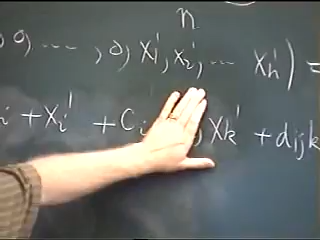 n
0, ..., 0, x₁', x₂', ... xₙ') =
i + xᵢ' + Cᵢ , xₖ' + dijk